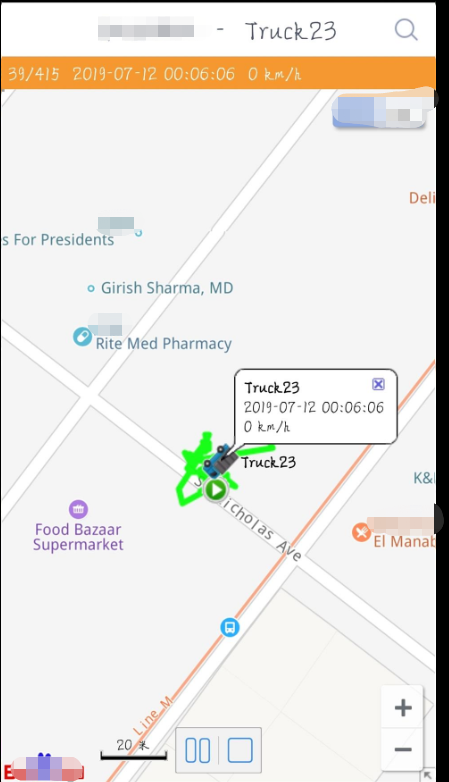 - Truck23
39/415 2019-07-12 00:06:06 0 km/h
Deli
s For Presidents
Girish Sharma, MD
Rite Med Pharmacy
Truck23
2019-07-12 00:06:06
0 km/h
Truck23
K&
icholas Ave
Food Bazaar
Supermarket
El Manab
Line M
20 米